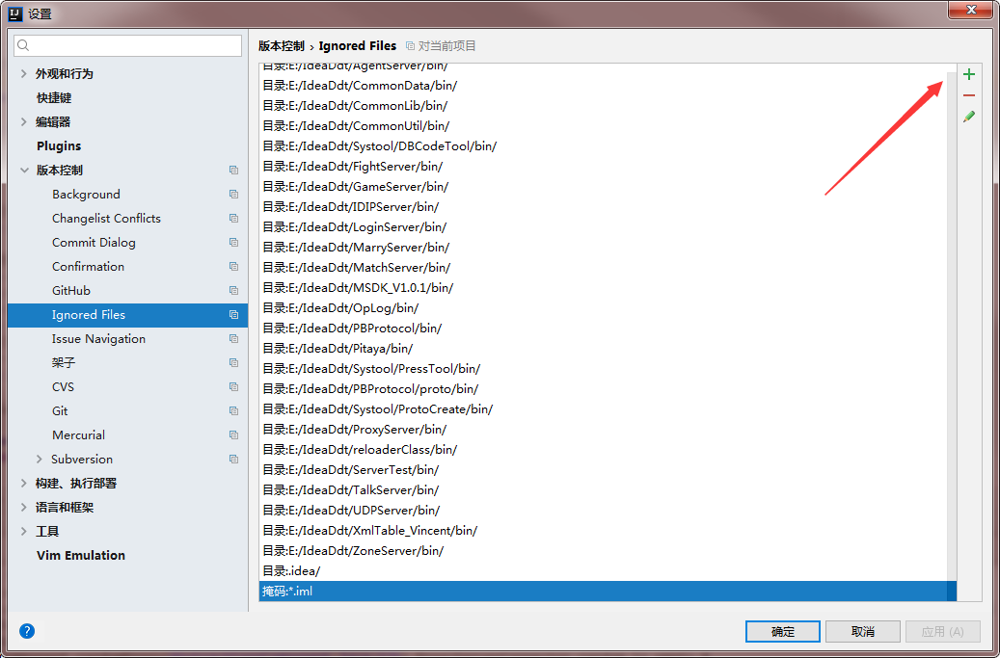 IJ 设置
外观和行为
快捷键
编辑器
Plugins
版本控制
Background
Changelist Conflicts
Commit Dialog
Confirmation
GitHub
Ignored Files
Issue Navigation
架子
CVS
Git
Mercurial
Subversion
构建、执行部署
语言和框架
工具
Vim Emulation
版本控制 › Ignored Files 对当前项目
目录:E:/IdeaDdt/AgentServer/bin/
目录:E:/IdeaDdt/CommonData/bin/
目录:E:/IdeaDdt/CommonLib/bin/
目录:E:/IdeaDdt/CommonUtil/bin/
目录:E:/IdeaDdt/Systool/DBCodeTool/bin/
目录:E:/IdeaDdt/FightServer/bin/
目录:E:/IdeaDdt/GameServer/bin/
目录:E:/IdeaDdt/IDIPServer/bin/
目录:E:/IdeaDdt/LoginServer/bin/
目录:E:/IdeaDdt/MarryServer/bin/
目录:E:/IdeaDdt/MatchServer/bin/
目录:E:/IdeaDdt/MSDK_V1.0.1/bin/
目录:E:/IdeaDdt/OpLog/bin/
目录:E:/IdeaDdt/PBProtocol/bin/
目录:E:/IdeaDdt/Pitaya/bin/
目录:E:/IdeaDdt/Systool/PressTool/bin/
目录:E:/IdeaDdt/PBProtocol/proto/bin/
目录:E:/IdeaDdt/Systool/ProtoCreate/bin/
目录:E:/IdeaDdt/ProxyServer/bin/
目录:E:/IdeaDdt/reloaderClass/bin/
目录:E:/IdeaDdt/ServerTest/bin/
目录:E:/IdeaDdt/TalkServer/bin/
目录:E:/IdeaDdt/UDPServer/bin/
目录:E:/IdeaDdt/XmlTable_Vincent/bin/
目录:E:/IdeaDdt/ZoneServer/bin/
目录:.idea/
掩码:*.iml
? 确定 取消 应用 (A)